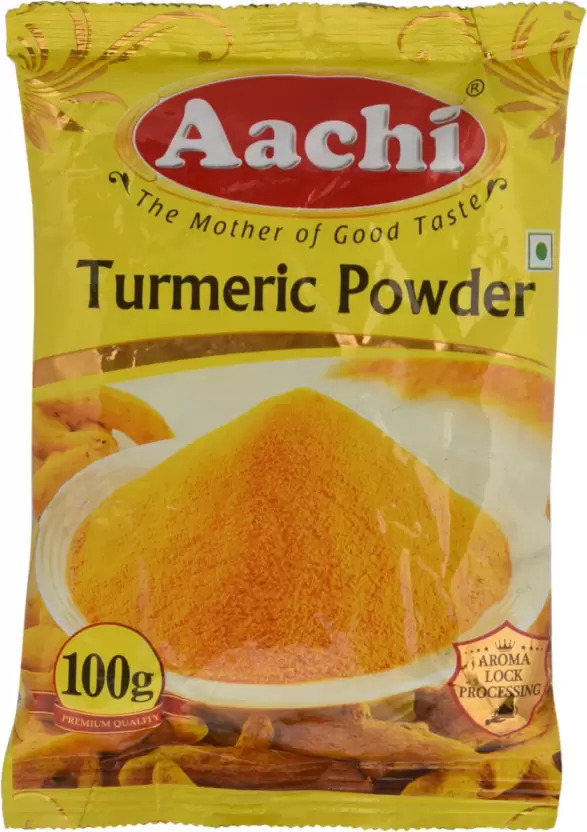 Aachi ®
The Mother of Good Taste
Turmeric Powder
100g
PREMIUM QUALITY
AROMA
LOCK
PROCESSING